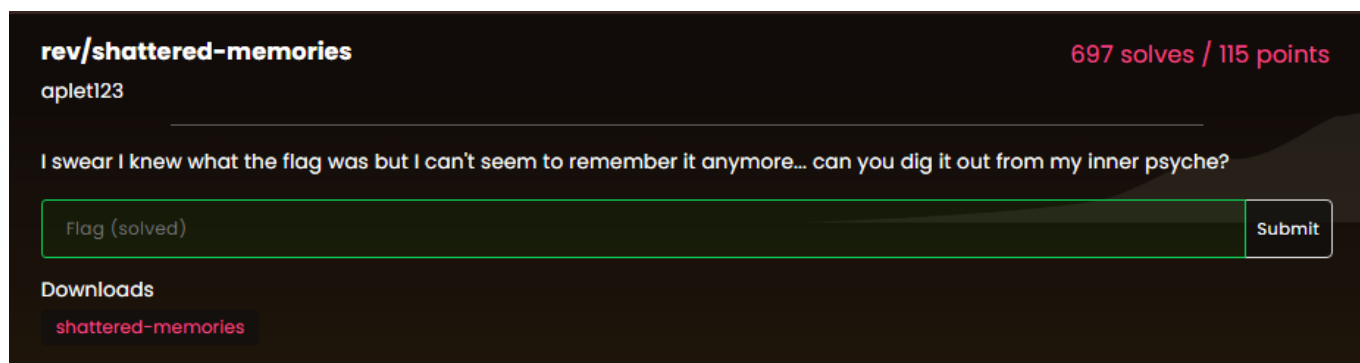 rev/shattered-memories
697 solves / 115 points
aplet123
I swear I knew what the flag was but I can't seem to remember it anymore... can you dig it out from my inner psyche?
Flag (solved)
Submit
Downloads
shattered-memories